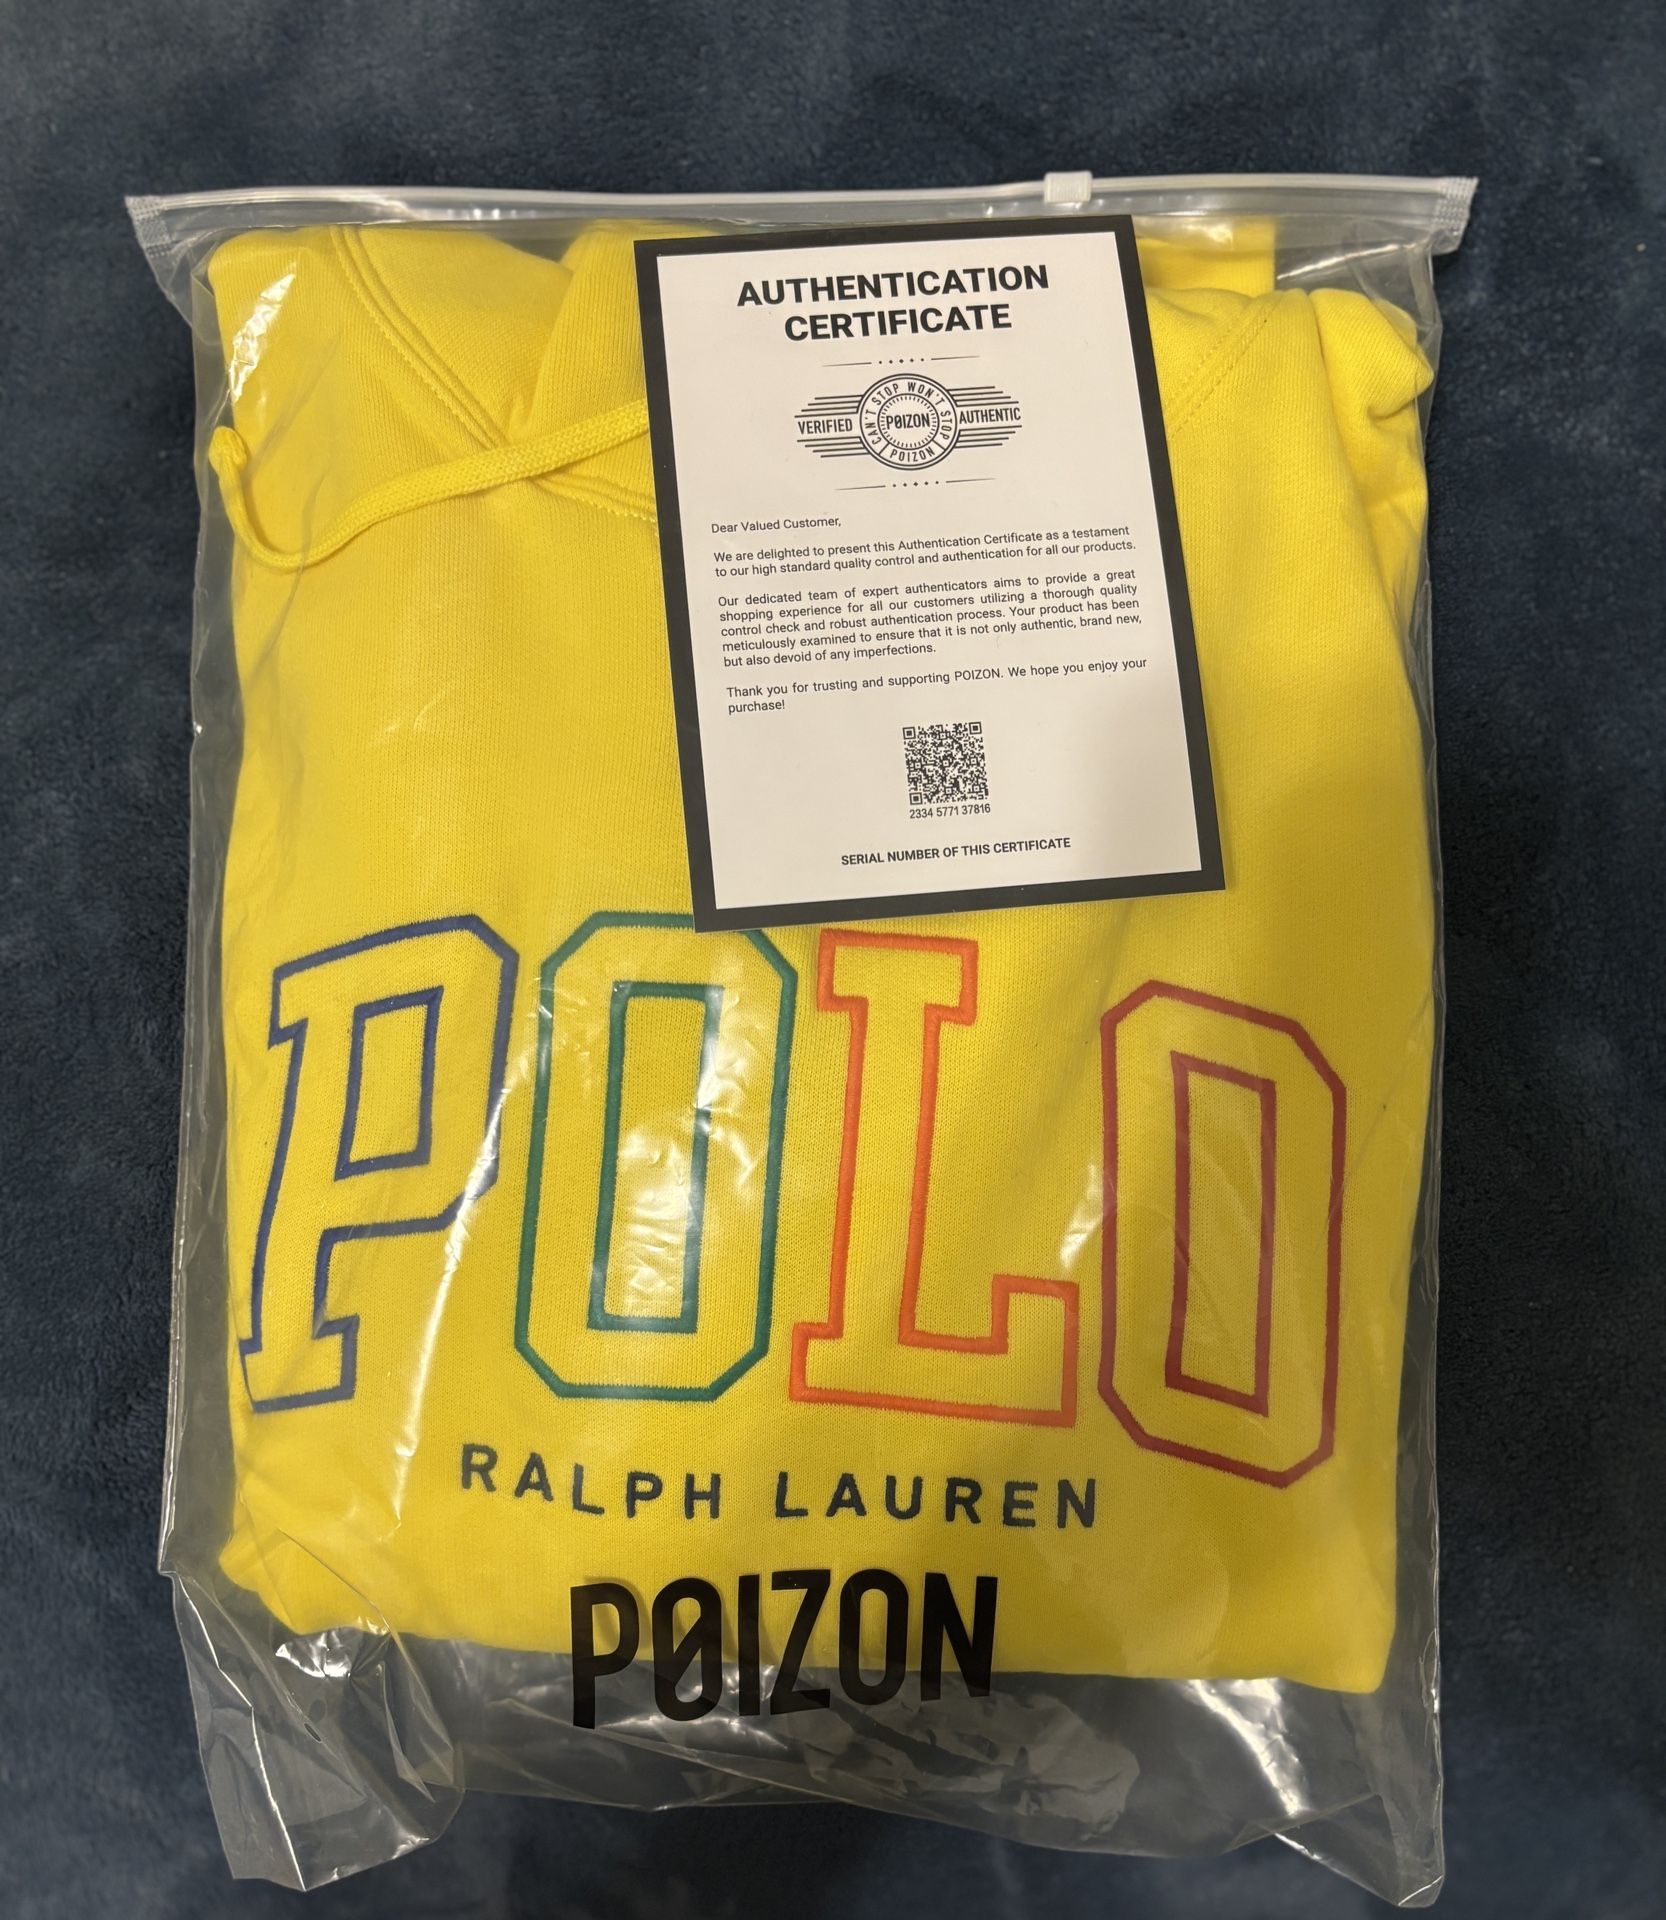 AUTHENTICATION
CERTIFICATE
CAN'T STOP WON'T STOP
VERIFIED
PØIZON
AUTHENTIC
POIZON
Dear Valued Customer,
We are delighted to present this Authentication Certificate as a testament
to our high standard quality control and authentication for all our products.
Our dedicated team of expert authenticators aims to provide a great
shopping experience for all our customers utilizing a thorough quality
control check and robust authentication process. Your product has been
meticulously examined to ensure that it is not only authentic, brand new,
but also devoid of any imperfections.
Thank you for trusting and supporting POIZON. We hope you enjoy your
purchase!
2334 5771 37816
SERIAL NUMBER OF THIS CERTIFICATE
POLO
RALPH LAUREN
PØIZON